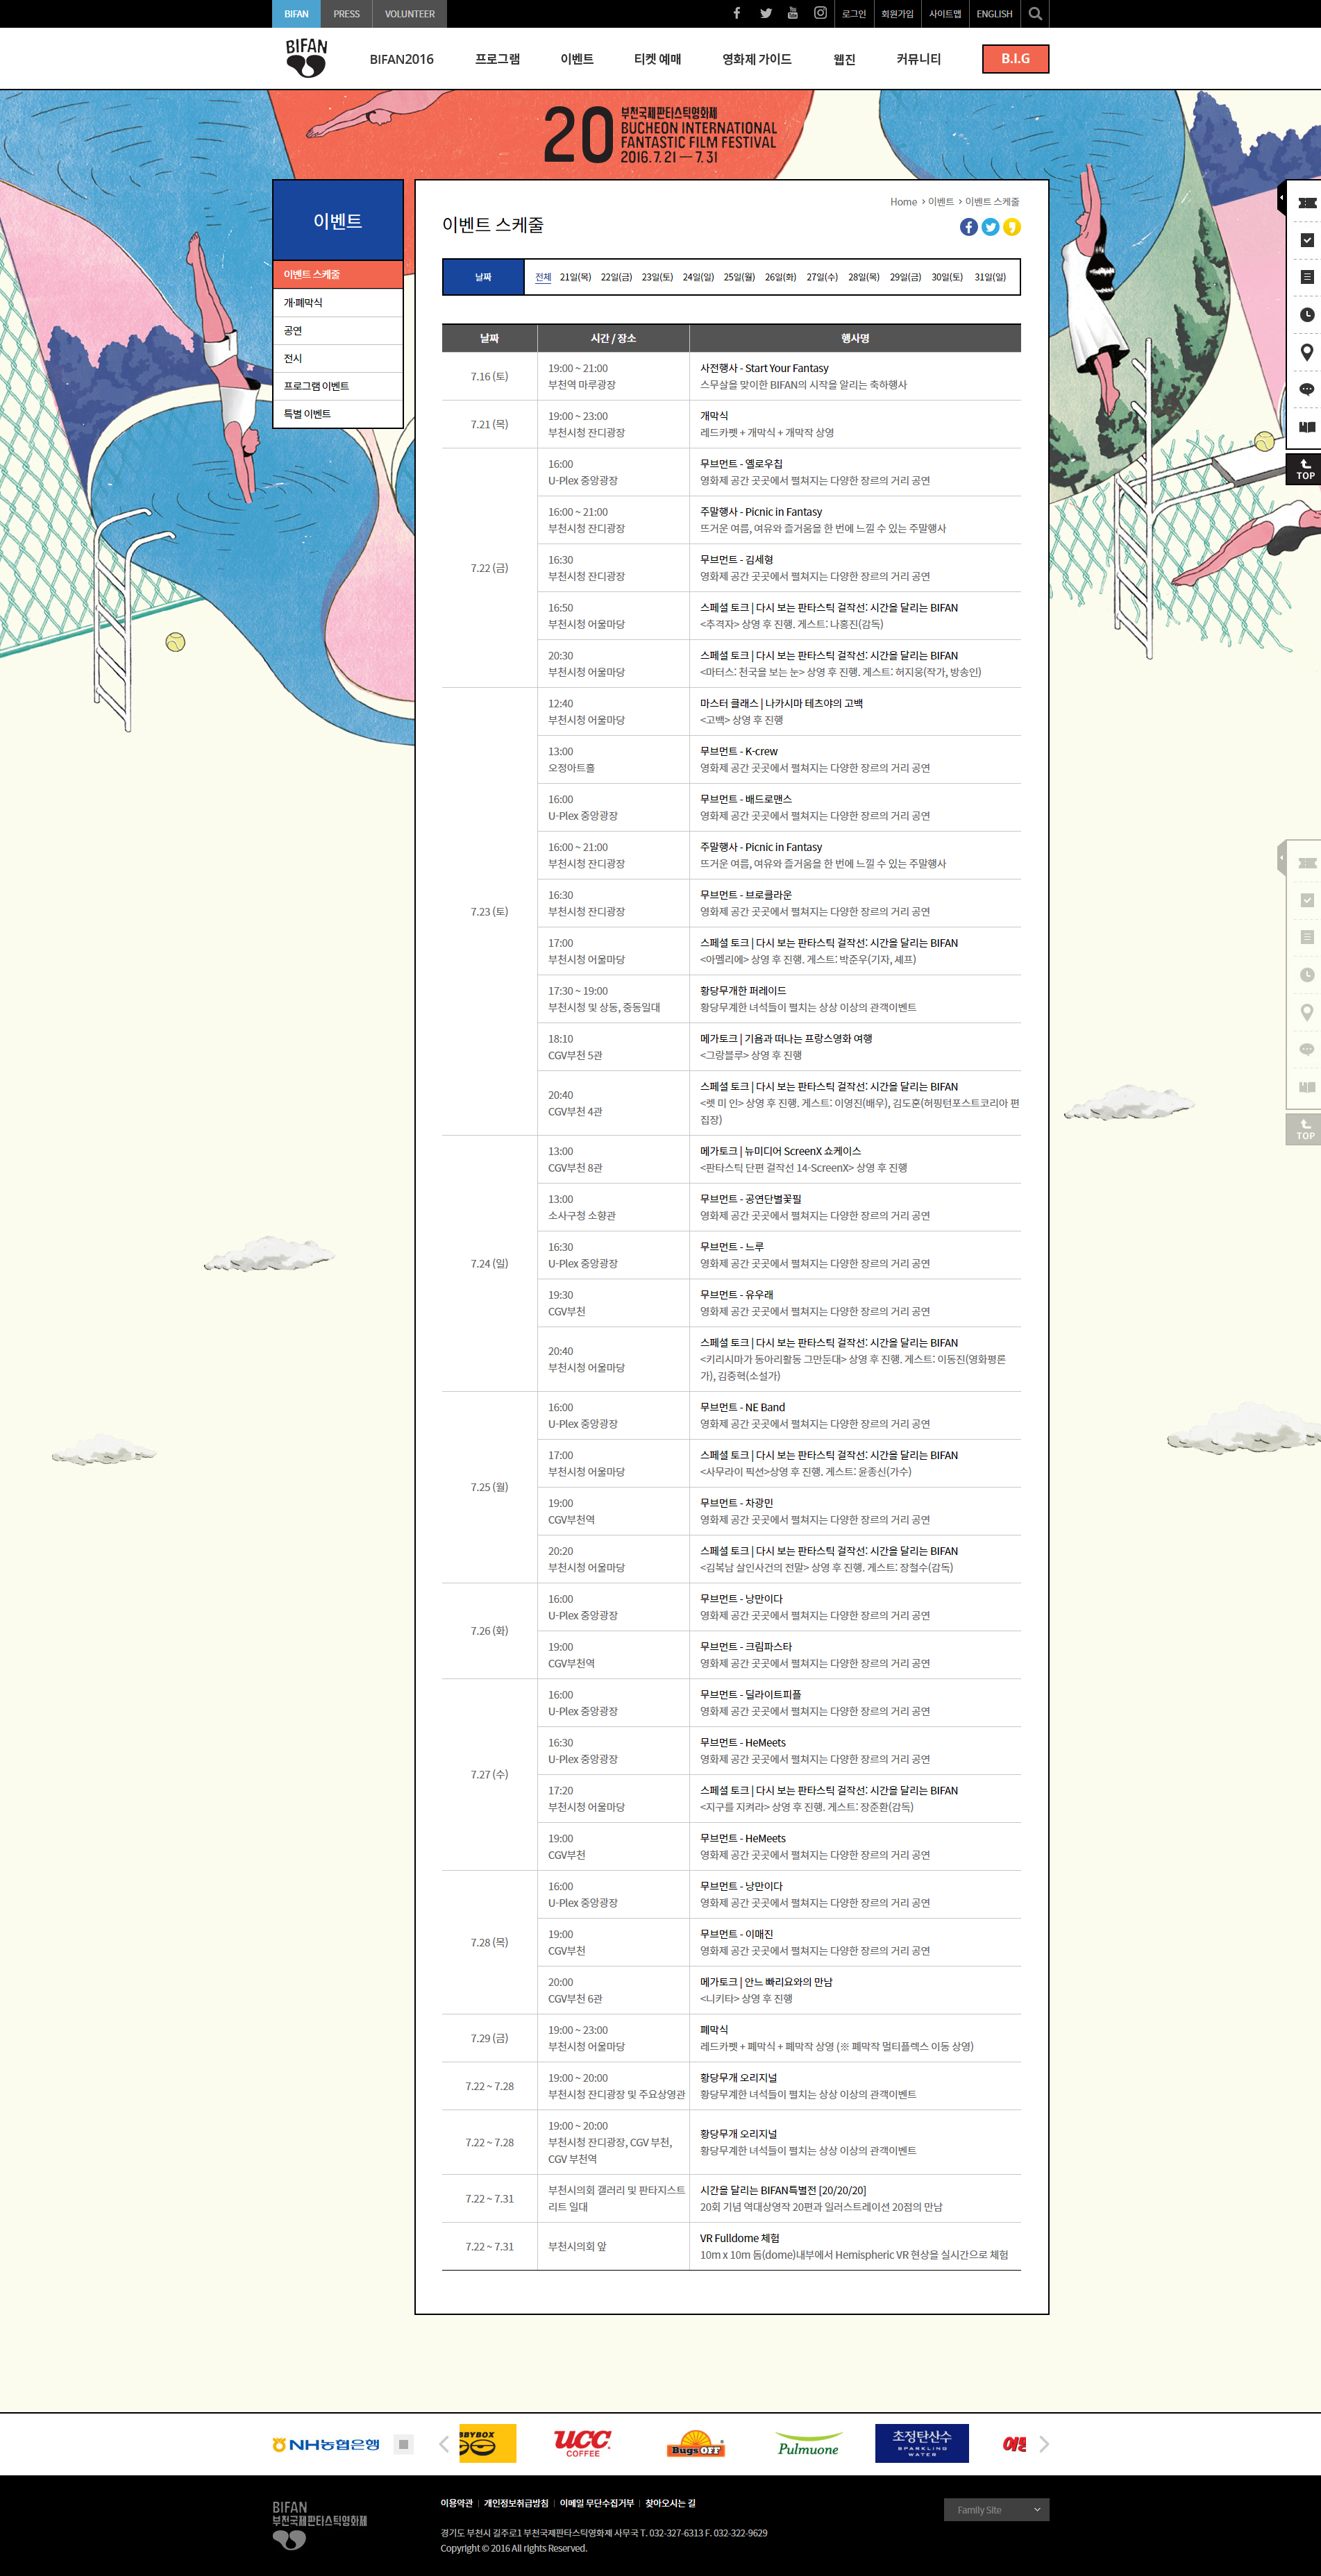 BIFAN PRESS VOLUNTEER 로그인 회원가입 사이트맵 ENGLISH
BIFAN BIFAN2016 프로그램 이벤트 티켓 예매 영화제 가이드 웹진 커뮤니티 B.I.G
20 부천국제판타스틱영화제
BUCHEON INTERNATIONAL
FANTASTIC FILM FESTIVAL
2016. 7. 21 — 7. 31
이벤트
이벤트 스케줄
개·폐막식
공연
전시
프로그램 이벤트
특별 이벤트
Home > 이벤트 > 이벤트 스케줄
이벤트 스케줄
날짜 전체 21일(목) 22일(금) 23일(토) 24일(일) 25일(월) 26일(화) 27일(수) 28일(목) 29일(금) 30일(토) 31일(일)
TOP
날짜 시간 / 장소 행사명
7.16 (토)
19:00 ~ 21:00
부천역 마루광장
사전행사 - Start Your Fantasy
스무살을 맞이한 BIFAN의 시작을 알리는 축하행사
7.21 (목)
19:00 ~ 23:00
부천시청 잔디광장
개막식
레드카펫 + 개막식 + 개막작 상영
7.22 (금)
16:00
U-Plex 중앙광장
무브먼트 - 옐로우칩
영화제 공간 곳곳에서 펼쳐지는 다양한 장르의 거리 공연
16:00 ~ 21:00
부천시청 잔디광장
주말행사 - Picnic in Fantasy
뜨거운 여름, 여유와 즐거움을 한 번에 느낄 수 있는 주말행사
16:30
부천시청 잔디광장
무브먼트 - 김세형
영화제 공간 곳곳에서 펼쳐지는 다양한 장르의 거리 공연
16:50
부천시청 어울마당
스페셜 토크 | 다시 보는 판타스틱 걸작선: 시간을 달리는 BIFAN
<추격자> 상영 후 진행. 게스트: 나홍진(감독)
20:30
부천시청 어울마당
스페셜 토크 | 다시 보는 판타스틱 걸작선: 시간을 달리는 BIFAN
<마터스: 천국을 보는 눈> 상영 후 진행. 게스트: 허지웅(작가, 방송인)
7.23 (토)
12:40
부천시청 어울마당
마스터 클래스 | 나카시마 테츠야의 고백
<고백> 상영 후 진행
13:00
오정아트홀
무브먼트 - K-crew
영화제 공간 곳곳에서 펼쳐지는 다양한 장르의 거리 공연
16:00
U-Plex 중앙광장
무브먼트 - 배드로맨스
영화제 공간 곳곳에서 펼쳐지는 다양한 장르의 거리 공연
16:00 ~ 21:00
부천시청 잔디광장
주말행사 - Picnic in Fantasy
뜨거운 여름, 여유와 즐거움을 한 번에 느낄 수 있는 주말행사
16:30
부천시청 잔디광장
무브먼트 - 브로클라운
영화제 공간 곳곳에서 펼쳐지는 다양한 장르의 거리 공연
17:00
부천시청 어울마당
스페셜 토크 | 다시 보는 판타스틱 걸작선: 시간을 달리는 BIFAN
<아멜리에> 상영 후 진행. 게스트: 박준우(기자, 셰프)
17:30 ~ 19:00
부천시청 및 상동, 중동일대
황당무개한 퍼레이드
황당무계한 녀석들이 펼치는 상상 이상의 관객이벤트
18:10
CGV부천 5관
메가토크 | 기욤과 떠나는 프랑스영화 여행
<그랑블루> 상영 후 진행
20:40
CGV부천 4관
스페셜 토크 | 다시 보는 판타스틱 걸작선: 시간을 달리는 BIFAN
<렛 미 인> 상영 후 진행. 게스트: 이영진(배우), 김도훈(허핑턴포스트코리아 편
집장)
7.24 (일)
13:00
CGV부천 8관
메가토크 | 뉴미디어 ScreenX 쇼케이스
<판타스틱 단편 걸작선 14-ScreenX> 상영 후 진행
13:00
소사구청 소향관
무브먼트 - 공연단별꽃필
영화제 공간 곳곳에서 펼쳐지는 다양한 장르의 거리 공연
16:30
U-Plex 중앙광장
무브먼트 - 느루
영화제 공간 곳곳에서 펼쳐지는 다양한 장르의 거리 공연
19:30
CGV부천
무브먼트 - 유우래
영화제 공간 곳곳에서 펼쳐지는 다양한 장르의 거리 공연
20:40
부천시청 어울마당
스페셜 토크 | 다시 보는 판타스틱 걸작선: 시간을 달리는 BIFAN
<키리시마가 동아리활동 그만둔대> 상영 후 진행. 게스트: 이동진(영화평론
가), 김중혁(소설가)
7.25 (월)
16:00
U-Plex 중앙광장
무브먼트 - NE Band
영화제 공간 곳곳에서 펼쳐지는 다양한 장르의 거리 공연
17:00
부천시청 어울마당
스페셜 토크 | 다시 보는 판타스틱 걸작선: 시간을 달리는 BIFAN
<사무라이 픽션>상영 후 진행. 게스트: 윤종신(가수)
19:00
CGV부천역
무브먼트 - 차광민
영화제 공간 곳곳에서 펼쳐지는 다양한 장르의 거리 공연
20:20
부천시청 어울마당
스페셜 토크 | 다시 보는 판타스틱 걸작선: 시간을 달리는 BIFAN
<김복남 살인사건의 전말> 상영 후 진행. 게스트: 장철수(감독)
7.26 (화)
16:00
U-Plex 중앙광장
무브먼트 - 낭만이다
영화제 공간 곳곳에서 펼쳐지는 다양한 장르의 거리 공연
19:00
CGV부천역
무브먼트 - 크림파스타
영화제 공간 곳곳에서 펼쳐지는 다양한 장르의 거리 공연
7.27 (수)
16:00
U-Plex 중앙광장
무브먼트 - 딜라이트피플
영화제 공간 곳곳에서 펼쳐지는 다양한 장르의 거리 공연
16:30
U-Plex 중앙광장
무브먼트 - HeMeets
영화제 공간 곳곳에서 펼쳐지는 다양한 장르의 거리 공연
17:20
부천시청 어울마당
스페셜 토크 | 다시 보는 판타스틱 걸작선: 시간을 달리는 BIFAN
<지구를 지켜라> 상영 후 진행. 게스트: 장준환(감독)
19:00
CGV부천
무브먼트 - HeMeets
영화제 공간 곳곳에서 펼쳐지는 다양한 장르의 거리 공연
7.28 (목)
16:00
U-Plex 중앙광장
무브먼트 - 낭만이다
영화제 공간 곳곳에서 펼쳐지는 다양한 장르의 거리 공연
19:00
CGV부천
무브먼트 - 이매진
영화제 공간 곳곳에서 펼쳐지는 다양한 장르의 거리 공연
20:00
CGV부천 6관
메가토크 | 안느 빠리요와의 만남
<니키타> 상영 후 진행
7.29 (금)
19:00 ~ 23:00
부천시청 어울마당
폐막식
레드카펫 + 폐막식 + 폐막작 상영 (※ 폐막작 멀티플렉스 이동 상영)
7.22 ~ 7.28
19:00 ~ 20:00
부천시청 잔디광장 및 주요상영관
황당무개 오리지널
황당무계한 녀석들이 펼치는 상상 이상의 관객이벤트
7.22 ~ 7.28
19:00 ~ 20:00
부천시청 잔디광장, CGV 부천,
CGV 부천역
황당무개 오리지널
황당무계한 녀석들이 펼치는 상상 이상의 관객이벤트
7.22 ~ 7.31
부천시의회 갤러리 및 판타지스트
리트 일대
시간을 달리는 BIFAN특별전 [20/20/20]
20회 기념 역대상영작 20편과 일러스트레이션 20점의 만남
7.22 ~ 7.31
부천시의회 앞
VR Fulldome 체험
10m x 10m 돔(dome)내부에서 Hemispheric VR 현상을 실시간으로 체험
TOP
NH농협은행 BBYBOX UCC COFFEE Bugs Off Pulmuone 초정탄산수 SPARKLING WATER
BIFAN
부천국제판타스틱영화제
이용약관 | 개인정보취급방침 | 이메일 무단수집거부 | 찾아오시는 길
Family Site
경기도 부천시 길주로1 부천국제판타스틱영화제 사무국 T. 032-327-6313 F. 032-322-9629
Copyright © 2016 All rights Reserved.